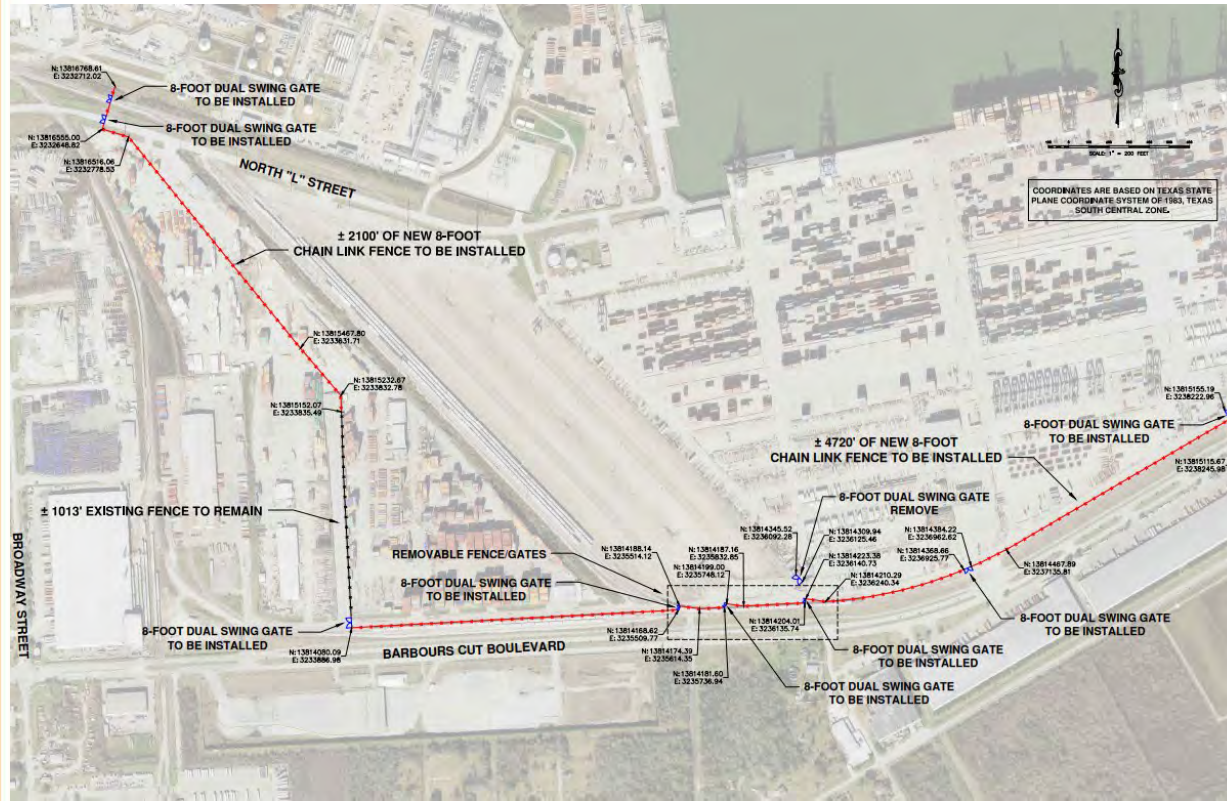 N:13816768.61
E: 3232712.02
8-FOOT DUAL SWING GATE
TO BE INSTALLED
8-FOOT DUAL SWING GATE
TO BE INSTALLED
N:13816555.00
E: 3232648.82
N:13816516.06
E: 3232778.53
NORTH "L" STREET
SCALE: 1" = 200 FEET
COORDINATES ARE BASED ON TEXAS STATE
PLANE COORDINATE SYSTEM OF 1983, TEXAS
SOUTH CENTRAL ZONE.
± 2100' OF NEW 8-FOOT
CHAIN LINK FENCE TO BE INSTALLED
N:13815467.80
E: 3233631.71
N:13815232.67
E: 3233832.78
N:13815152.07
E: 3233835.49
N:13815155.19
E: 3238222.96
8-FOOT DUAL SWING GATE
TO BE INSTALLED
± 4720' OF NEW 8-FOOT
CHAIN LINK FENCE TO BE INSTALLED
N:13815115.67
E: 3238245.98
8-FOOT DUAL SWING GATE
REMOVE
± 1013' EXISTING FENCE TO REMAIN
BROADWAY STREET
N:13814345.52
E: 3236092.28
N:13814309.94
E: 3236125.46
N:13814384.22
E: 3236962.62
N:13814188.14
E: 3235514.12
N:13814187.16
E: 3235832.65
N:13814223.38
E: 3236140.73
N:13814368.66
E: 3236925.77
REMOVABLE FENCE/GATES
N:13814199.00
E: 3235748.12
N:13814210.29
E: 3236240.34
N:13814467.89
E: 3237135.81
8-FOOT DUAL SWING GATE
TO BE INSTALLED
N:13814204.01
E: 3236135.74
8-FOOT DUAL SWING GATE
TO BE INSTALLED
8-FOOT DUAL SWING GATE
TO BE INSTALLED
N:13814080.09
E: 3233886.98
BARBOURS CUT BOULEVARD
N:13814168.62
E: 3235509.77
N:13814174.39
E: 3235614.35
8-FOOT DUAL SWING GATE
TO BE INSTALLED
N:13814181.60
E: 3235736.94
8-FOOT DUAL SWING GATE
TO BE INSTALLED